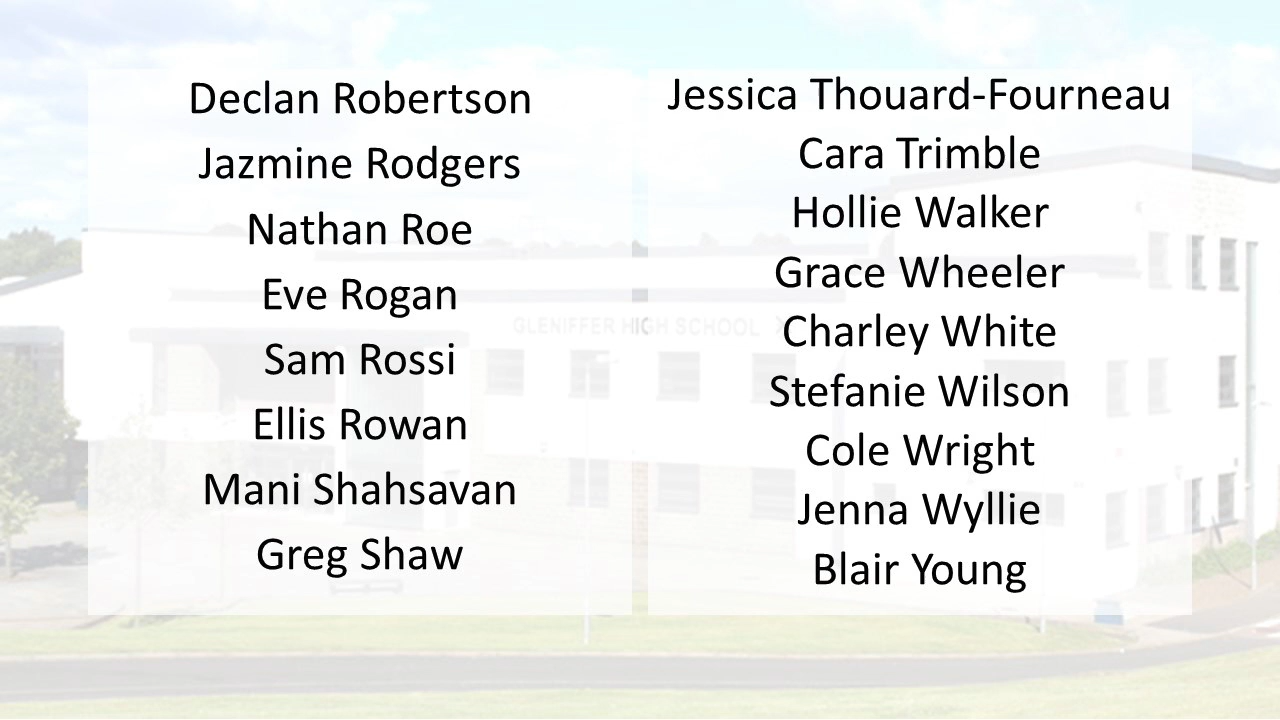 Declan Robertson
Jazmine Rodgers
Nathan Roe
Eve Rogan
Sam Rossi
Ellis Rowan
Mani Shahsavan
Greg Shaw
Jessica Thouard-Fourneau
Cara Trimble
Hollie Walker
Grace Wheeler
Charley White
Stefanie Wilson
Cole Wright
Jenna Wyllie
Blair Young
GLENIFFER HIGH SCHOOL